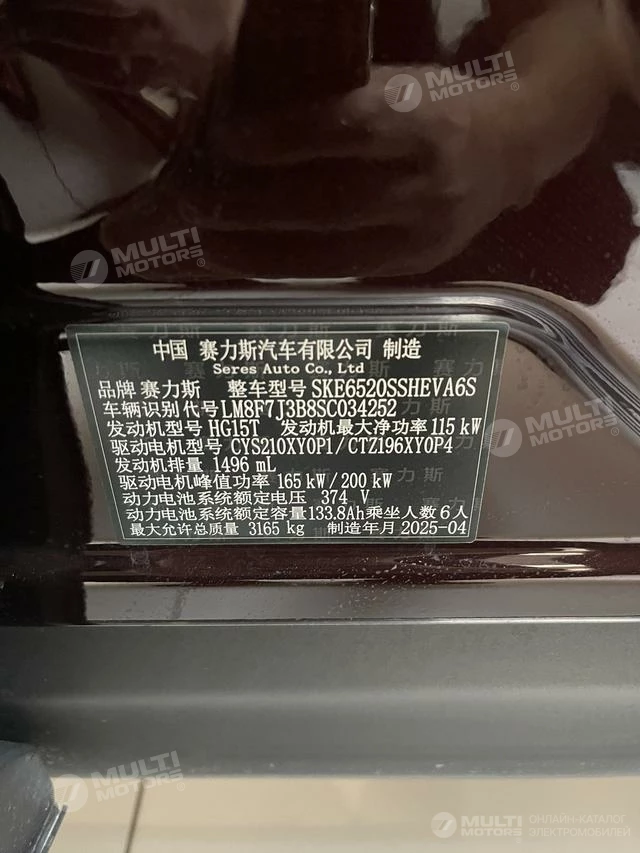 MULTI
MOTORS®
MULTI
MOTORS®
中国 赛力斯汽车有限公司 制造
Seres Auto Co., Ltd
品牌 赛力斯 整车型号 SKE6520SSHEVA6S
车辆识别代号 LM8F7J3B8SC034252
发动机型号 HG15T 发动机最大净功率 115 kW
驱动电机型号 CYS210XY0P1/CTZ196XY0P4
发动机排量 1496 mL
驱动电机峰值功率 165 kW/200 kW
动力电池系统额定电压 374 V
动力电池系统额定容量 133.8Ah 乘坐人数 6 人
最大允许总质量 3165 kg 制造年月 2025-04
MULTI
MOTORS®
MULTI
MOTORS®
ОНЛАЙН-КАТАЛОГ
ЭЛЕКТРОМОБИЛЕЙ